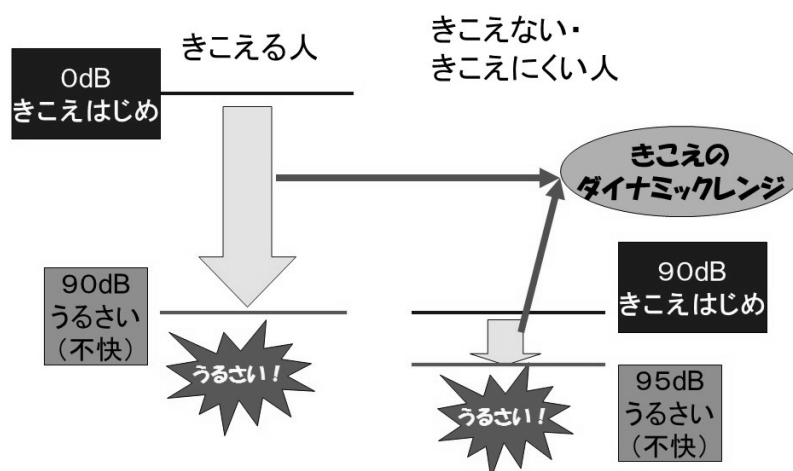 きこえる人
きこえない・
きこえにくい人
0dB
きこえはじめ
きこえの
ダイナミックレンジ
90dB
うるさい
（不快）
90dB
きこえはじめ
うるさい！
うるさい！
95dB
うるさい
（不快）